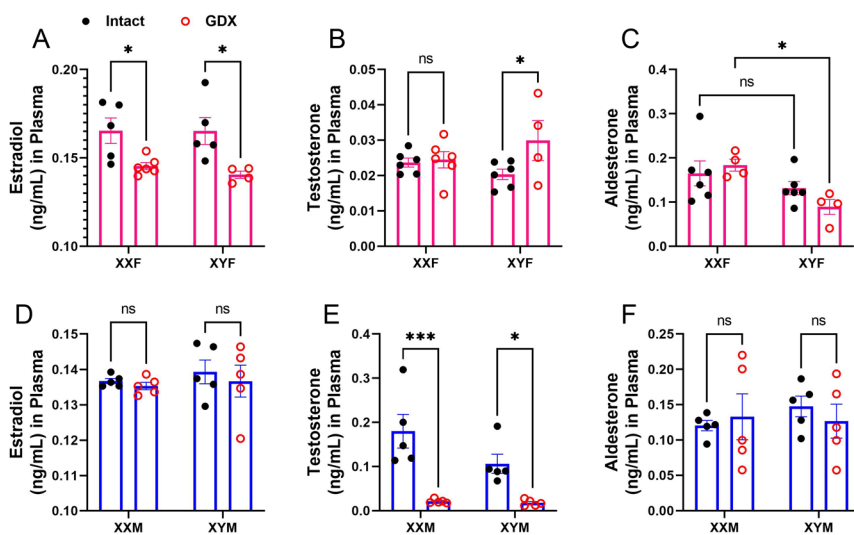 Intact GDX
A
Estradiol
(ng/mL) in Plasma
0.20
0.15
0.10
* *
XXF XYF
B
Testosterone
(ng/mL) in Plasma
0.05
0.04
0.03
0.02
0.01
0.00
ns *
XXF XYF
C
Aldesterone
(ng/mL) in Plasma
0.4
0.3
0.2
0.1
0.0
*
ns
XXF XYF
D
Estradiol
(ng/mL) in Plasma
0.15
0.14
0.13
0.12
0.11
0.10
ns ns
XXM XYM
E
Testosterone
(ng/mL) in Plasma
0.4
0.3
0.2
0.1
0.0
*** *
XXM XYM
F
Aldesterone
(ng/mL) in Plasma
0.25
0.20
0.15
0.10
0.05
0.00
ns ns
XXM XYM